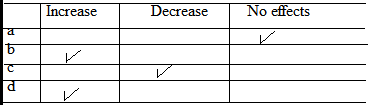 Increase Decrease No effects
a ✓
b ✓
c ✓
d ✓